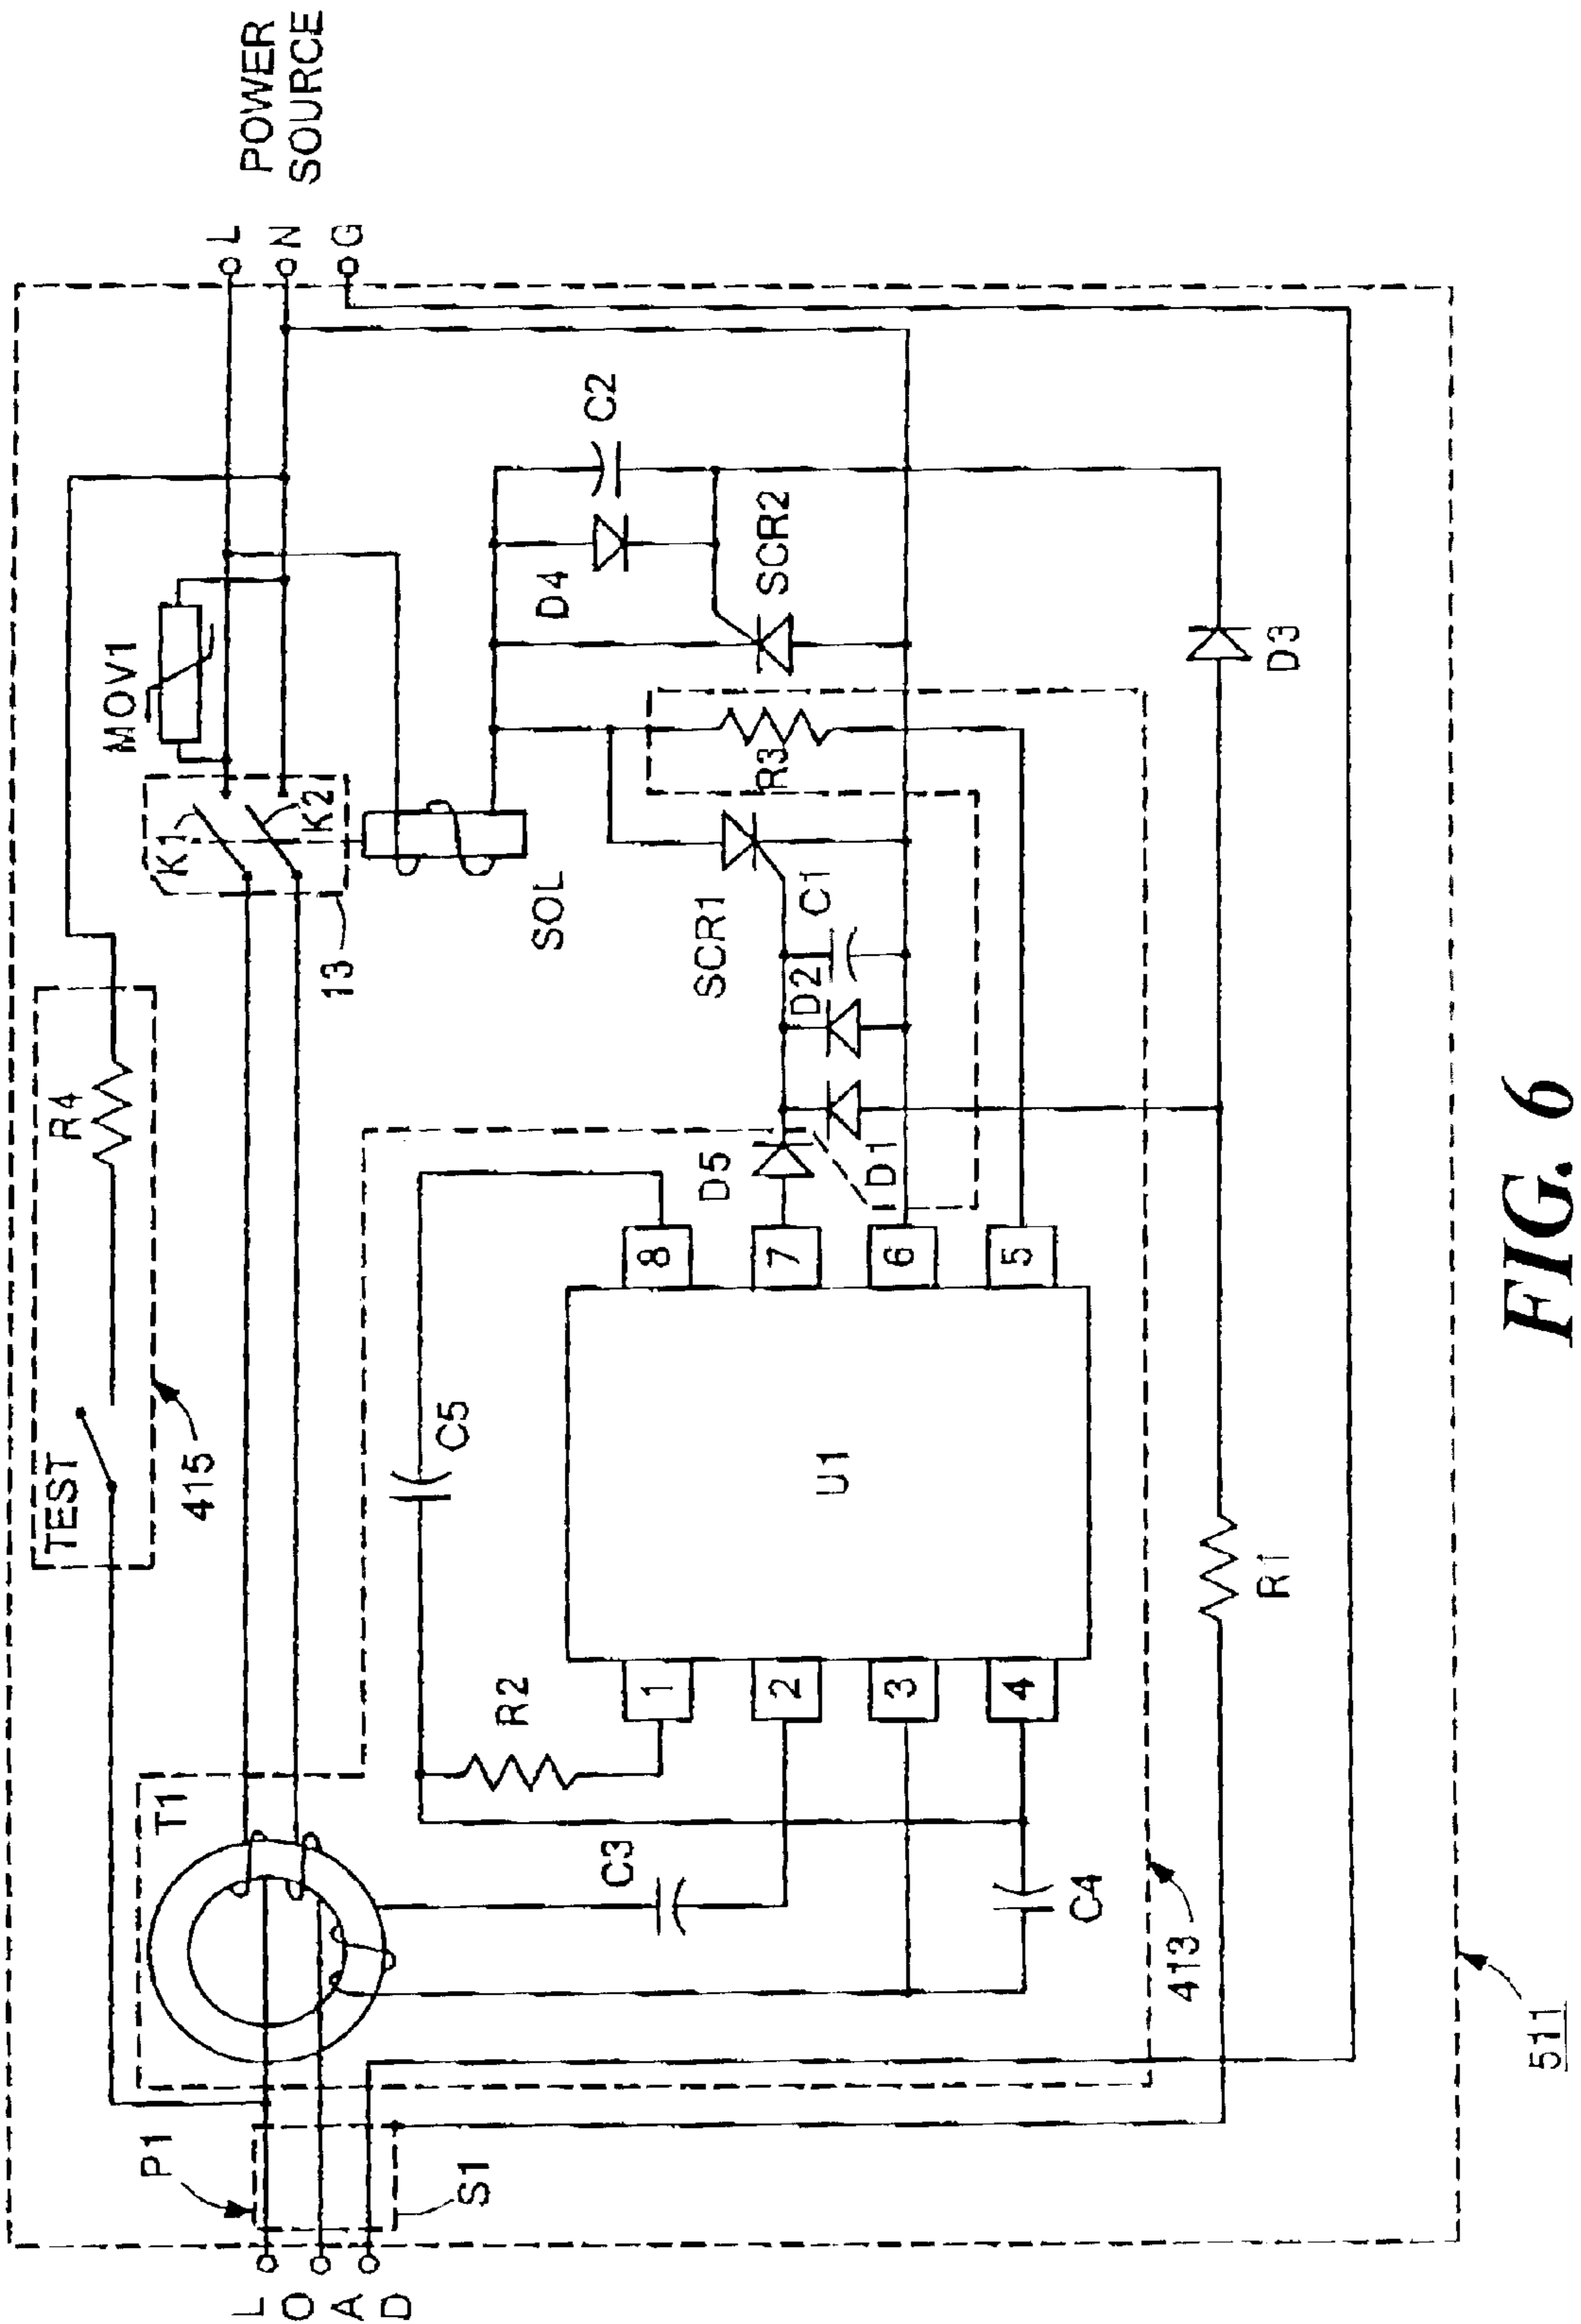 POWER
SOURCE
L
N
G
MOV1
K1
K2
13
SOL
R4
TEST
415
C2
D4
SCR2
R3
SCR1
C1
D2
D1
D5
D3
C5
8
7
6
5
U1
1
2
3
4
R2
R1
T1
C3
C4
413
P1
S1
L
O
A
D
511
FIG. 6